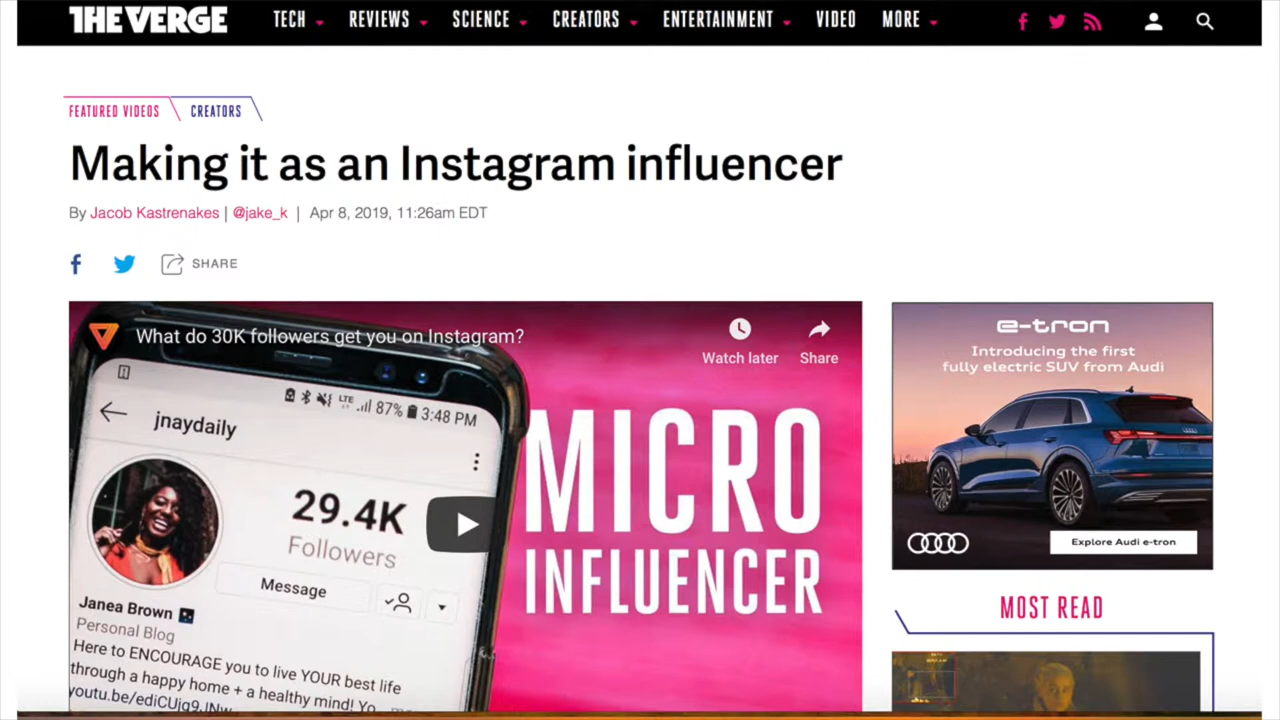 THE VERGE
TECH REVIEWS SCIENCE CREATORS ENTERTAINMENT VIDEO MORE
FEATURED VIDEOS CREATORS
Making it as an Instagram influencer
By Jacob Kastrenakes | @jake_k | Apr 8, 2019, 11:26am EDT
SHARE
What do 30K followers get you on Instagram?
Watch later Share
LTE 87% 3:48 PM
jnaydaily
29.4K
Followers
Message
Janea Brown
Personal Blog
Here to ENCOURAGE you to live YOUR best life
through a happy home + a healthy mind! Yo...
MICRO
INFLUENCER
e-tron
Introducing the first
fully electric SUV from Audi
Explore Audi e-tron
MOST READ